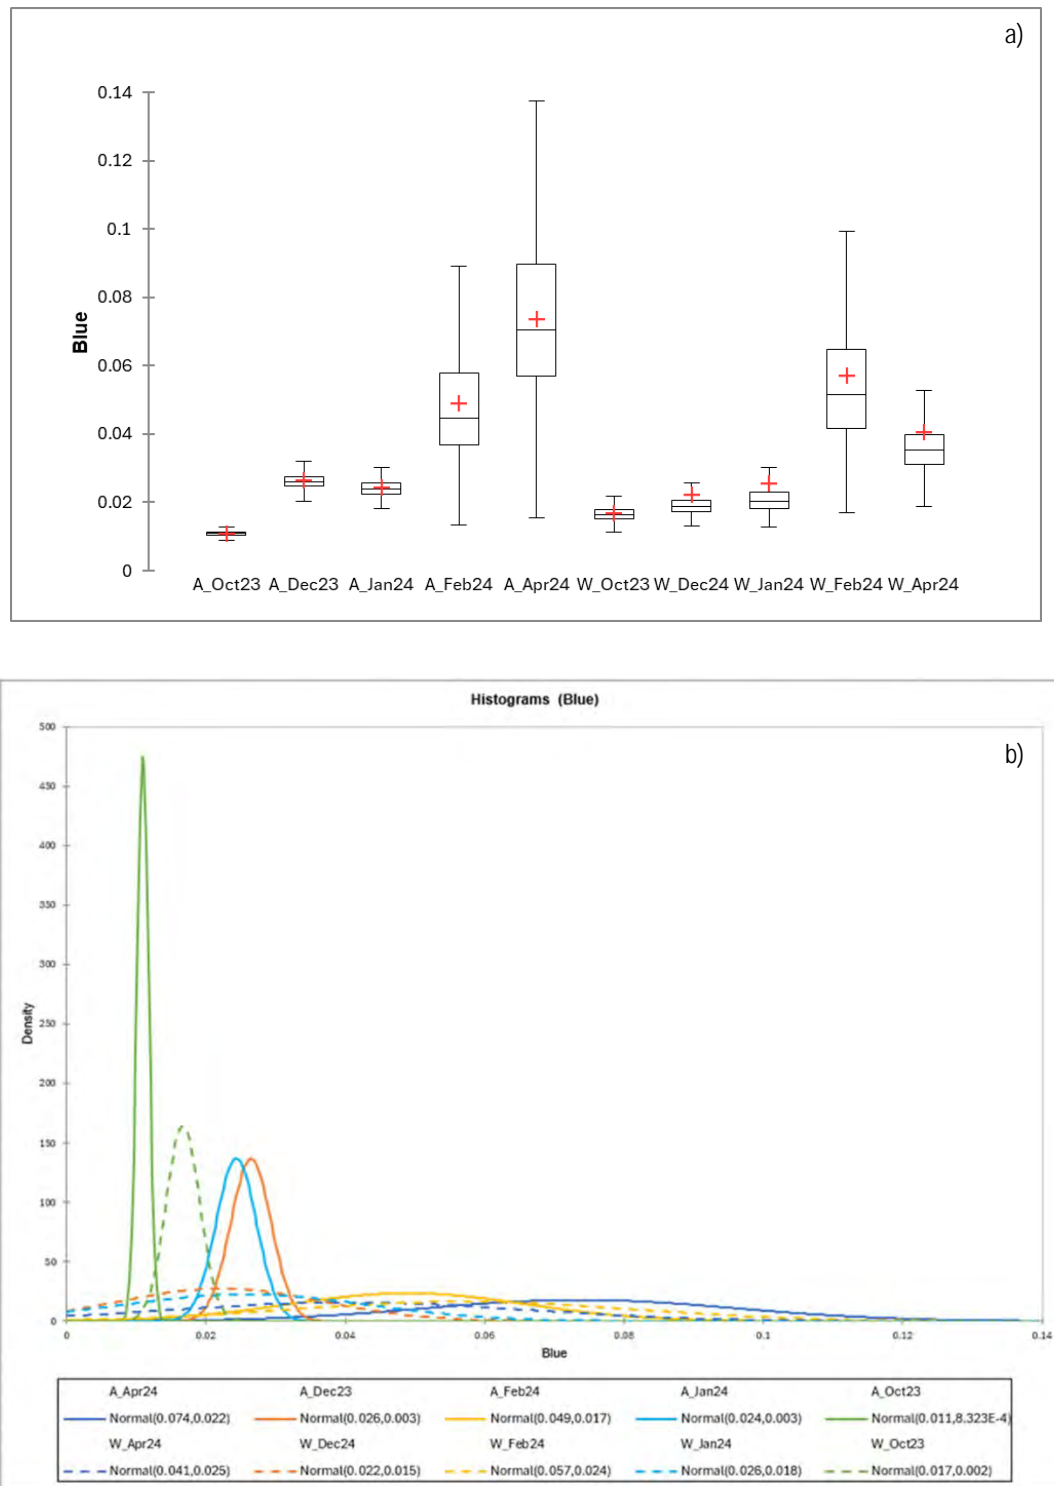 a)
0.14
0.12
0.1
0.08
0.06
0.04
0.02
0
Blue
A_Oct23 A_Dec23 A_Jan24 A_Feb24 A_Apr24 W_Oct23 W_Dec24 W_Jan24 W_Feb24 W_Apr24
Histograms (Blue)
b)
500
450
400
350
300
250
200
150
100
50
0
Density
0 0.02 0.04 0.06 0.08 0.1 0.12 0.14
Blue
A_Apr24 A_Dec23 A_Feb24 A_Jan24 A_Oct23
Normal(0.074,0.022) Normal(0.026,0.003) Normal(0.049,0.017) Normal(0.024,0.003) Normal(0.011,8.323E-4)
W_Apr24 W_Dec24 W_Feb24 W_Jan24 W_Oct23
Normal(0.041,0.025) Normal(0.022,0.015) Normal(0.057,0.024) Normal(0.026,0.018) Normal(0.017,0.002)